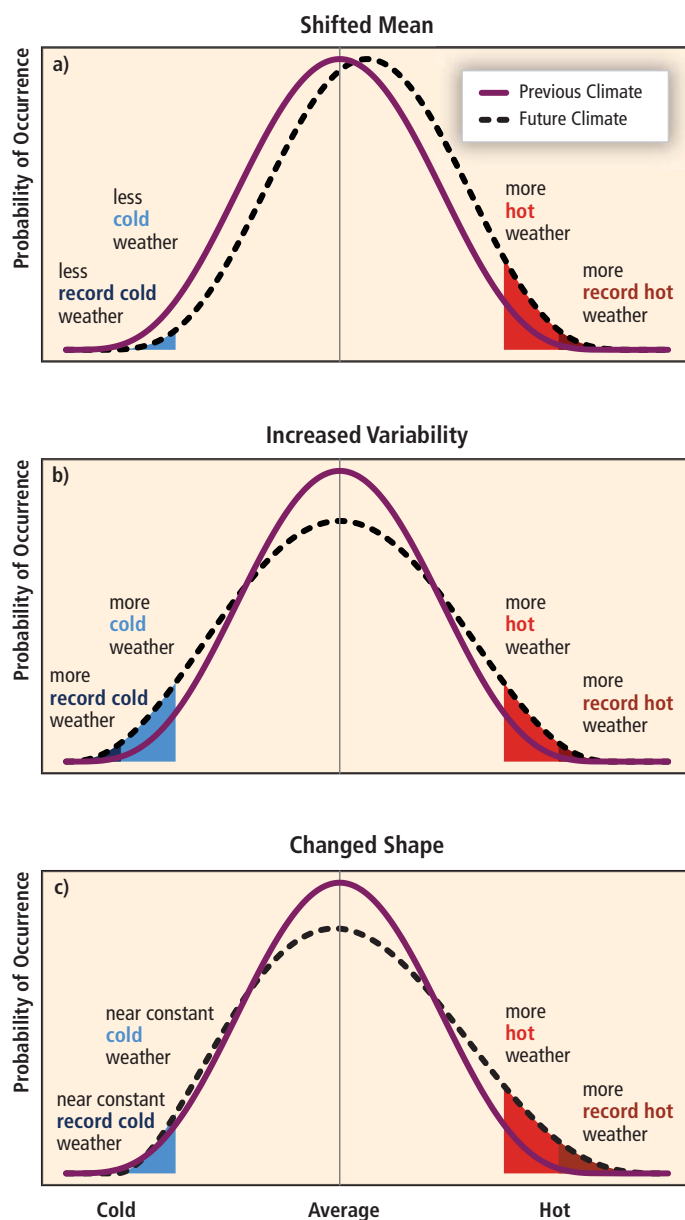 Shifted Mean
a)
Probability of Occurrence
Previous Climate
Future Climate
less
cold
weather
less
record cold
weather
more
hot
weather
more
record hot
weather
Increased Variability
b)
Probability of Occurrence
more
cold
weather
more
record cold
weather
more
hot
weather
more
record hot
weather
Changed Shape
c)
Probability of Occurrence
near constant
cold
weather
near constant
record cold
weather
more
hot
weather
more
record hot
weather
Cold
Average
Hot